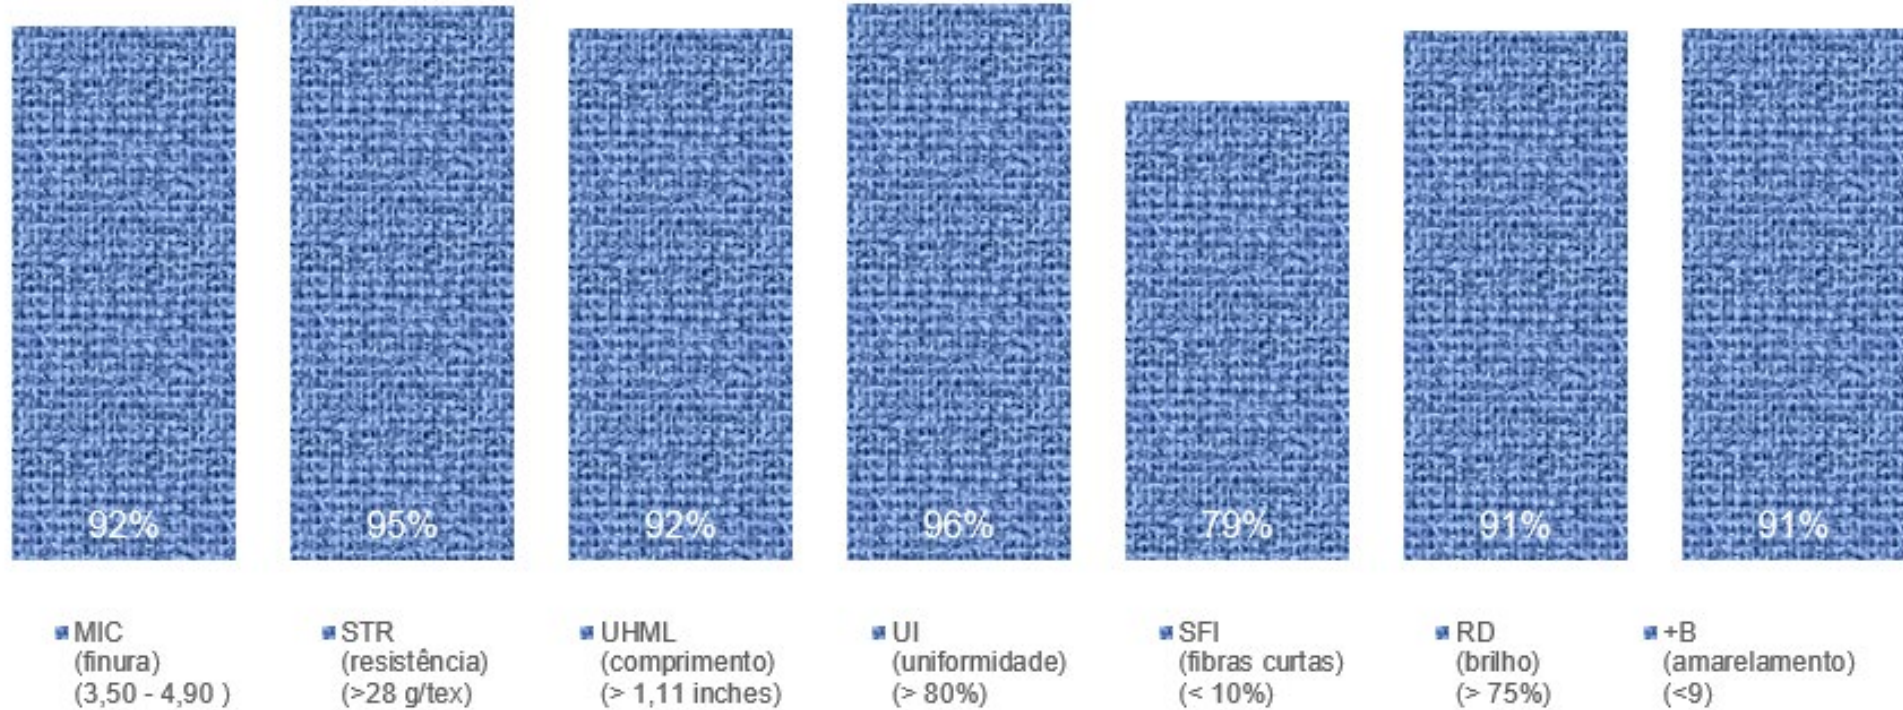 92%
95%
92%
96%
79%
91%
91%
MIC
(finura)
(3,50 - 4,90 )
STR
(resistência)
(>28 g/tex)
UHML
(comprimento)
(> 1,11 inches)
UI
(uniformidade)
(> 80%)
SFI
(fibras curtas)
(< 10%)
RD
(brilho)
(> 75%)
+B
(amarelamento)
(<9)